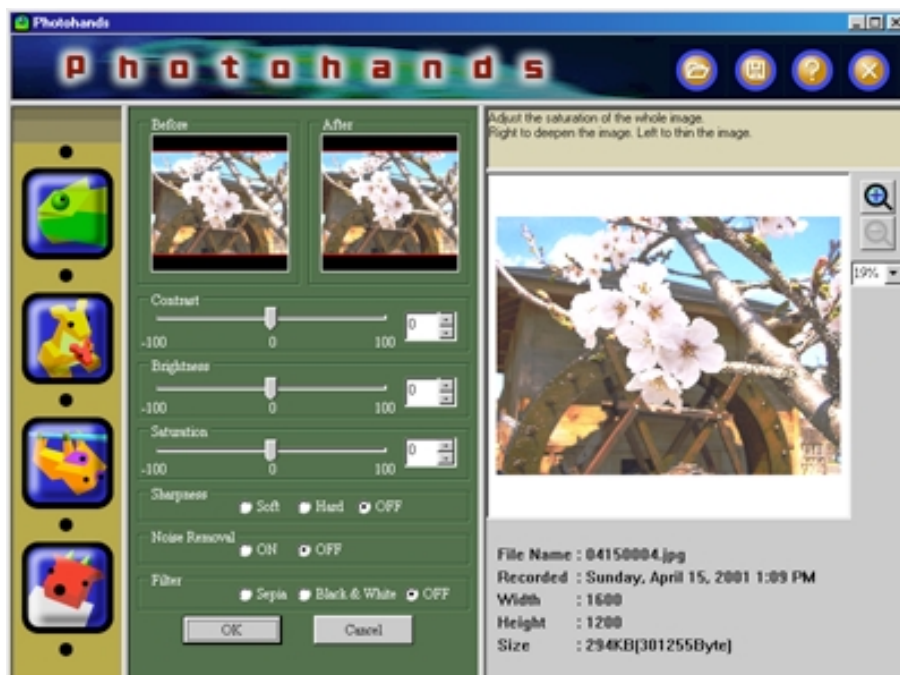 Photohands
Photohands
Before
After
Adjust the saturation of the whole image.
Right to deepen the image. Left to thin the image.
19%
Contrast
0
-100 0 100
Brightness
0
-100 0 100
Saturation
0
-100 0 100
Sharpness
Soft Hard OFF
Noise Removal
ON OFF
Filter
Sepia Black & White OFF
OK Cancel
File Name : 04150004.jpg
Recorded : Sunday, April 15, 2001 1:09 PM
Width : 1600
Height : 1200
Size : 294KB(301255Byte)